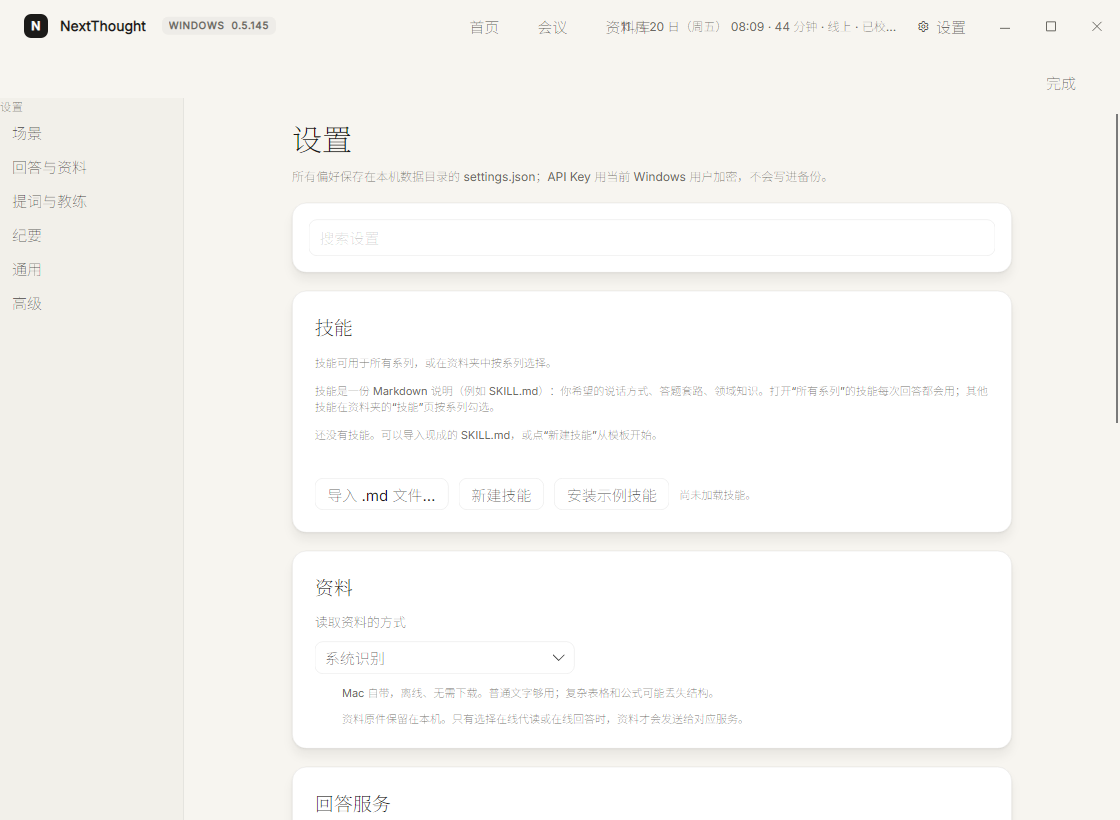 N NextThought WINDOWS 0.5.145
首页 会议 资料库 20 日（周五） 08:09 · 44 分钟 · 线上 · 已校... 设置
完成
设置
场景
回答与资料
提词与教练
纪要
通用
高级
设置
所有偏好保存在本机数据目录的 settings.json；API Key 用当前 Windows 用户加密，不会写进备份。
搜索设置
技能
技能可用于所有系列，或在资料夹中按系列选择。
技能是一份 Markdown 说明（例如 SKILL.md）：你希望的说话方式、答题套路、领域知识。打开“所有系列”的技能每次回答都会用；其他
技能在资料夹的“技能”页按系列勾选。
还没有技能。可以导入现成的 SKILL.md，或点“新建技能”从模板开始。
导入 .md 文件... 新建技能 安装示例技能 尚未加载技能。
资料
读取资料的方式
系统识别
Mac 自带，离线、无需下载。普通文字够用；复杂表格和公式可能丢失结构。
资料原件保留在本机。只有选择在线代读或在线回答时，资料才会发送给对应服务。
回答服务